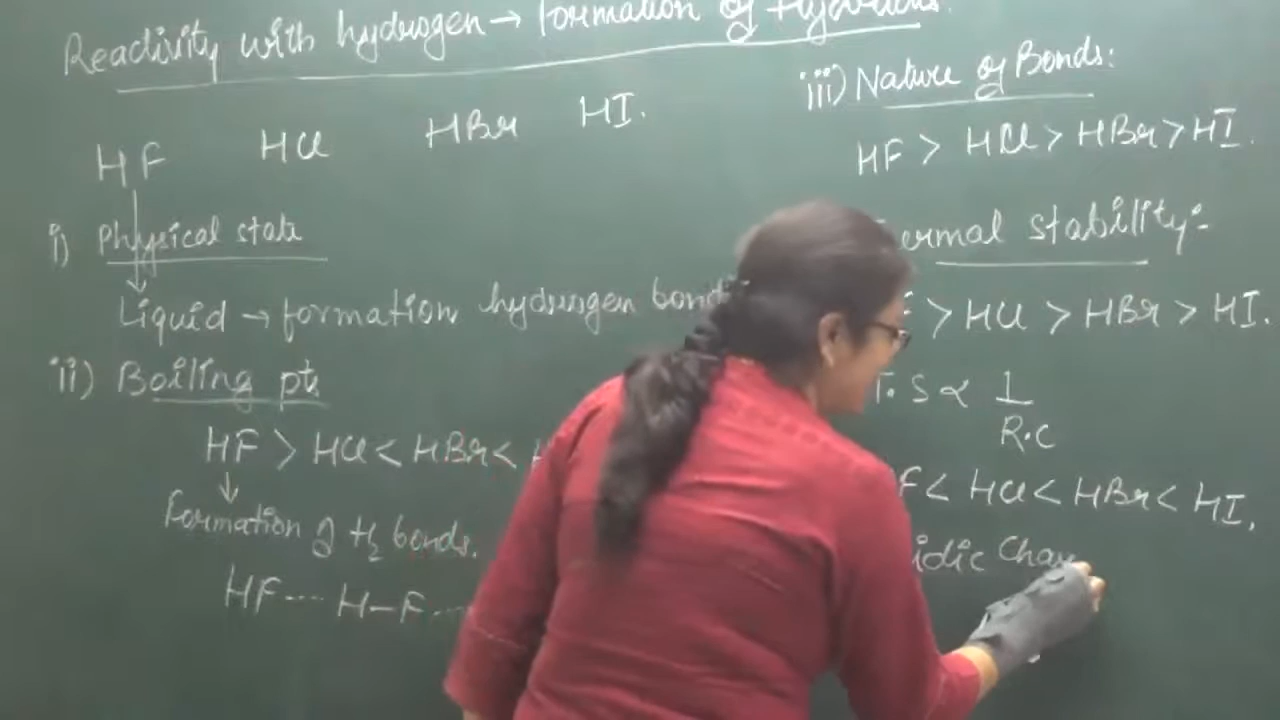 Reactivity with hydrogen → formation of Hydrides.
HF HCl HBr HI.
i) Physical state
Liquid → formation hydrogen bond
ii) Boiling pt.
HF > HCl < HBr <
Formation of H2 bonds.
HF---- H-F---
iii) Nature of Bonds:
HF > HCl > HBr > HI.
ermal stability:-
> HCl > HBr > HI.
T.S ∝ 1
R.C
F < HCl < HBr < HI.
idic Char